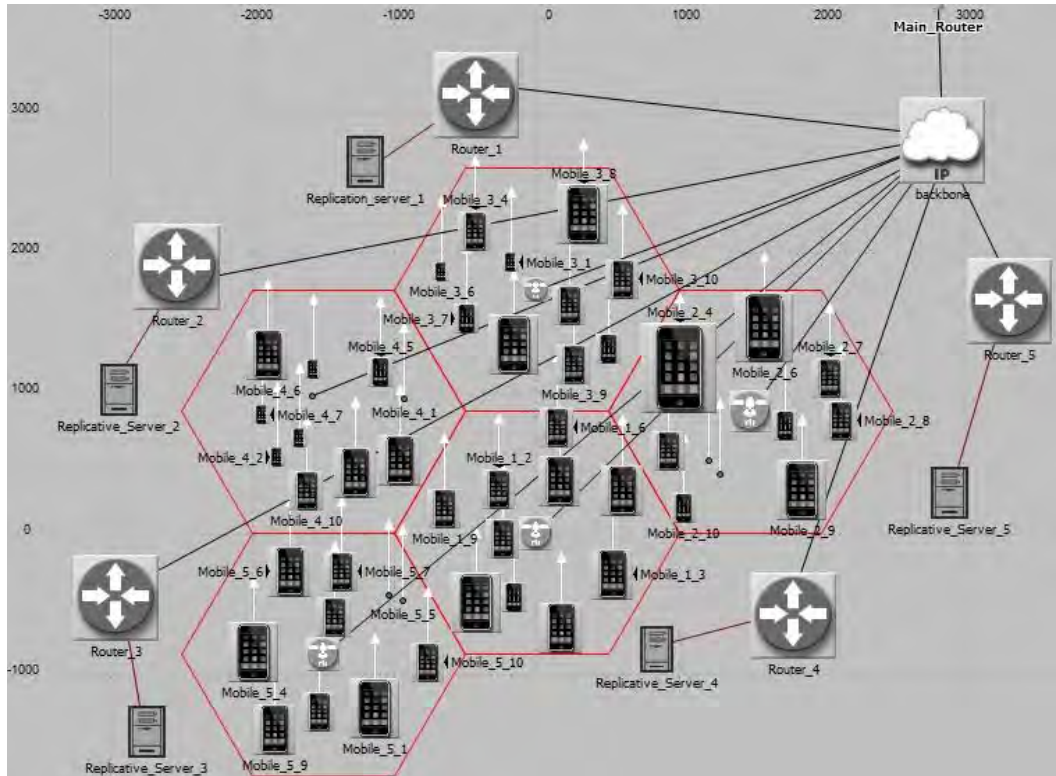 -3000
-2000
-1000
0
1000
2000
3000
Main_Router
3000
Router_1
IP
backbone
Replication_server_1
Mobile_3_8
Mobile_3_4
2000
Mobile_3_1
Mobile_3_10
Mobile_3_6
Router_2
Mobile_3_7
Mobile_2_4
Mobile_4_5
Mobile_2_7
Router_5
Mobile_2_6
1000
Mobile_4_6
Mobile_3_9
Mobile_4_7
Mobile_4_1
Mobile_2_8
Replicative_Server_2
Mobile_1_6
Mobile_4_2
Mobile_1_2
Mobile_4_10
0
Mobile_1_9
Mobile_2_10
Mobile_2_9
Replicative_Server_5
Mobile_5_6
Mobile_5_7
Mobile_1_3
Mobile_5_5
Router_3
-1000
Mobile_5_10
Router_4
Replicative_Server_4
Mobile_5_4
Mobile_5_1
Mobile_5_9
Replicative_Server_3